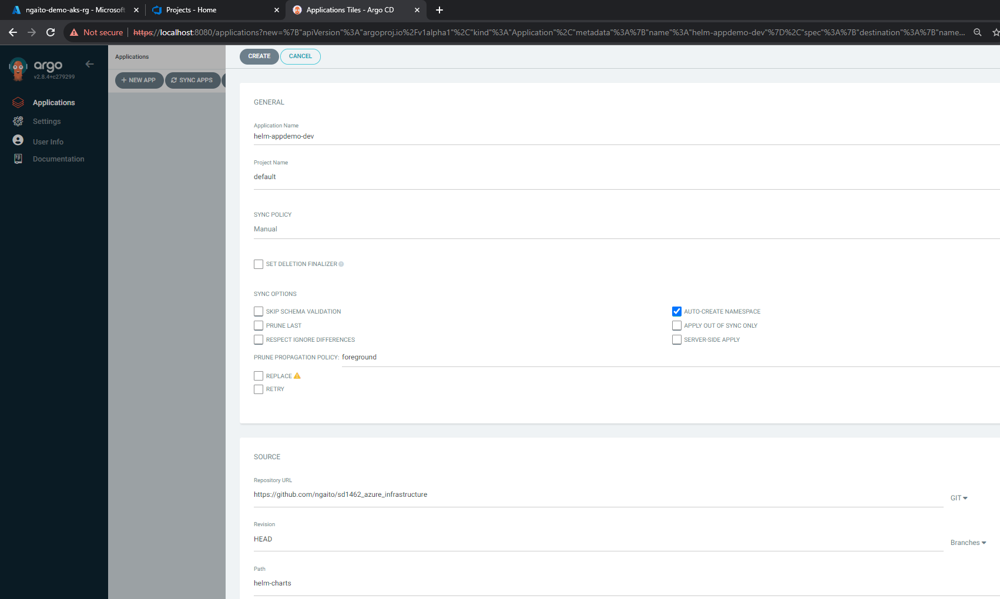 ngaito-demo-aks-rg - Microsoft
Projects - Home
Applications Tiles - Argo CD
Not secure
https://localhost:8080/applications?new=%7B"apiVersion"%3A"argoproj.io%2Fv1alpha1"%2C"kind"%3A"Application"%2C"metadata"%3A%7B"name"%3A"helm-appdemo-dev"%7D%2C"spec"%3A%7B"destination"%3A%7B"name...
argo
v2.8.4+c279299
Applications
Settings
User Info
Documentation
Applications
NEW APP
SYNC APPS
CREATE
CANCEL
GENERAL
Application Name
helm-appdemo-dev
Project Name
default
SYNC POLICY
Manual
SET DELETION FINALIZER
SYNC OPTIONS
SKIP SCHEMA VALIDATION
AUTO-CREATE NAMESPACE
PRUNE LAST
APPLY OUT OF SYNC ONLY
RESPECT IGNORE DIFFERENCES
SERVER-SIDE APPLY
PRUNE PROPAGATION POLICY: foreground
REPLACE
RETRY
SOURCE
Repository URL
https://github.com/ngaito/sd1462_azure_infrastructure
GIT
Revision
HEAD
Branches
Path
helm-charts